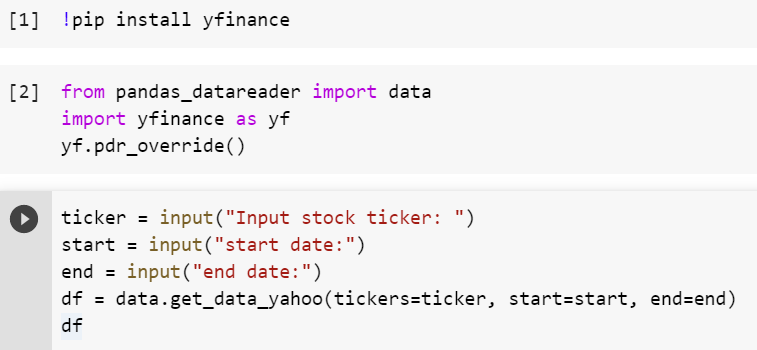 [1] !pip install yfinance
[2] from pandas_datareader import data
import yfinance as yf
yf.pdr_override()
ticker = input("Input stock ticker: ")
start = input("start date:")
end = input("end date:")
df = data.get_data_yahoo(tickers=ticker, start=start, end=end)
df